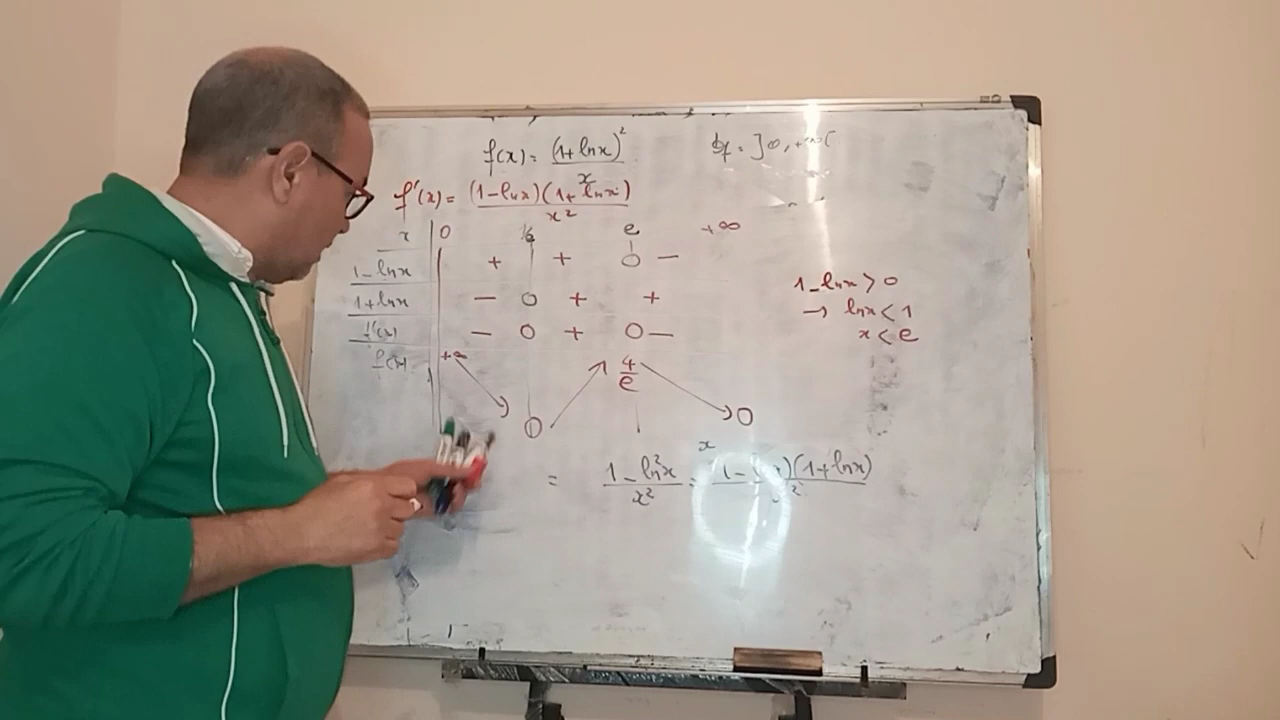 f(x) = (1+lnx)² / x
Df = ]0, +∞[
f'(x) = (1-lnx)(1+lnx) / x²
x 0 1/e e +∞
1-lnx + + 0 -
1+lnx - 0 + +
f'(x) - 0 + 0 -
f(x) +∞ ↘ 0 ↗ 4/e ↘ 0
1-lnx > 0
→ lnx < 1
x < e
x
= 1-ln²x / x² = (1-lnx)(1+lnx) / x²